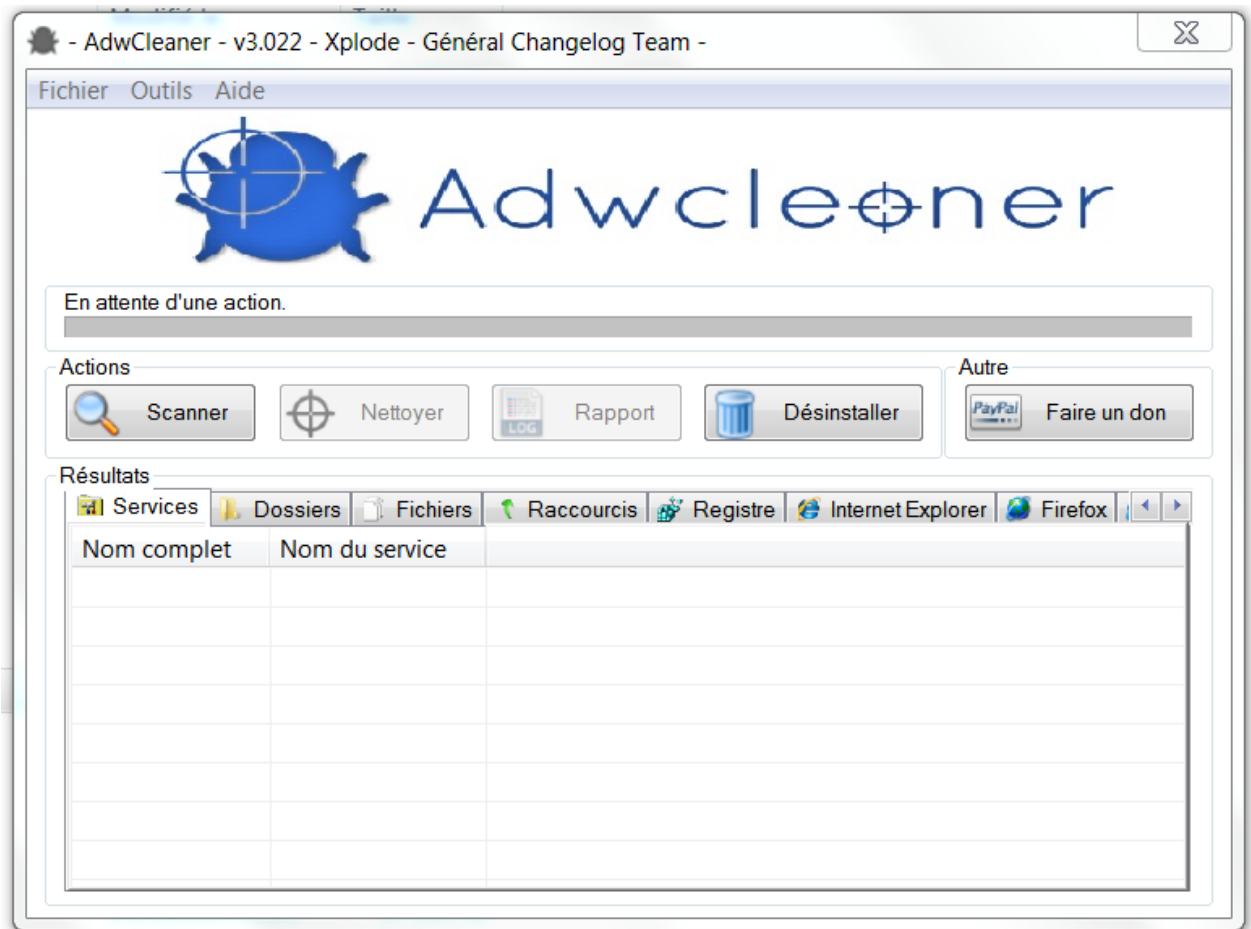 - AdwCleaner - v3.022 - Xplode - Général Changelog Team -
Fichier Outils Aide
Adwcleaner
En attente d'une action.
Actions
Autre
Scanner
Nettoyer
LOG
Rapport
Désinstaller
PayPal
Faire un don
Résultats
Services Dossiers Fichiers Raccourcis Registre Internet Explorer Firefox
Nom complet Nom du service